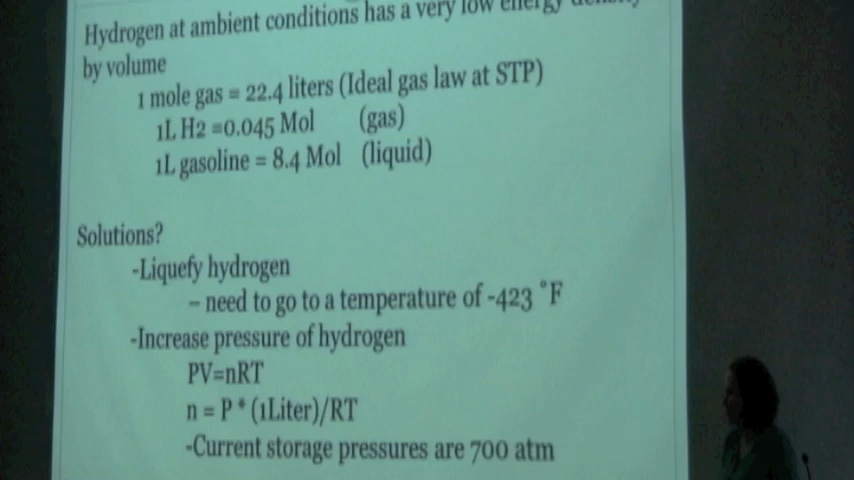 Hydrogen at ambient conditions has a very low energy density
by volume
1 mole gas = 22.4 liters (Ideal gas law at STP)
1L H2 =0.045 Mol (gas)
1L gasoline = 8.4 Mol (liquid)
Solutions?
-Liquefy hydrogen
– need to go to a temperature of -423 °F
-Increase pressure of hydrogen
PV=nRT
n = P * (1Liter)/RT
-Current storage pressures are 700 atm